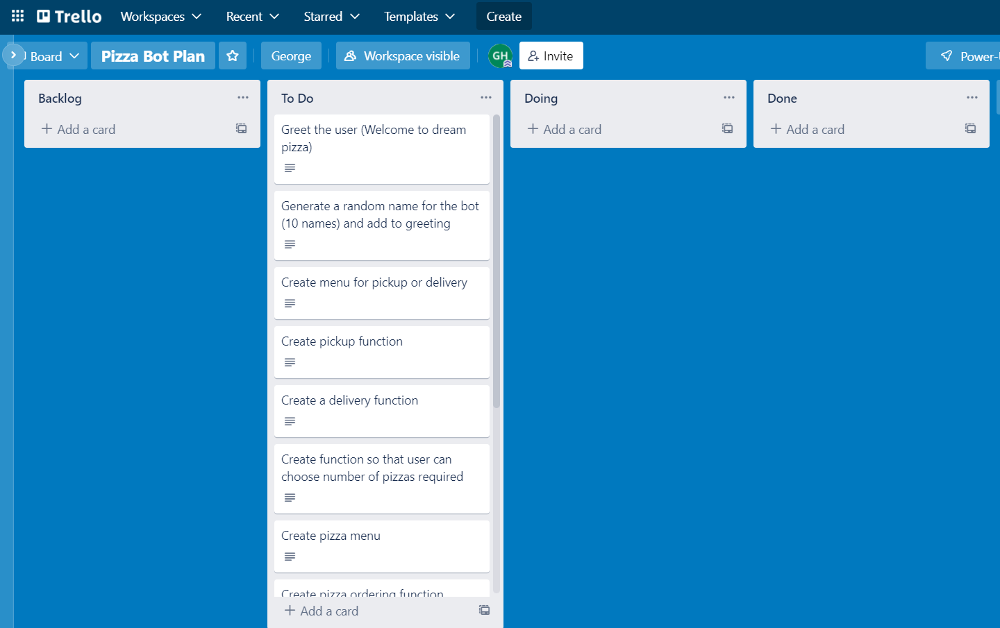 Trello Workspaces Recent Starred Templates Create
Board Pizza Bot Plan George Workspace visible GH Invite Power-
Backlog
Add a card
To Do
Greet the user (Welcome to dream
pizza)
Generate a random name for the bot
(10 names) and add to greeting
Create menu for pickup or delivery
Create pickup function
Create a delivery function
Create function so that user can
choose number of pizzas required
Create pizza menu
Create pizza ordering function
Add a card
Doing
Add a card
Done
Add a card